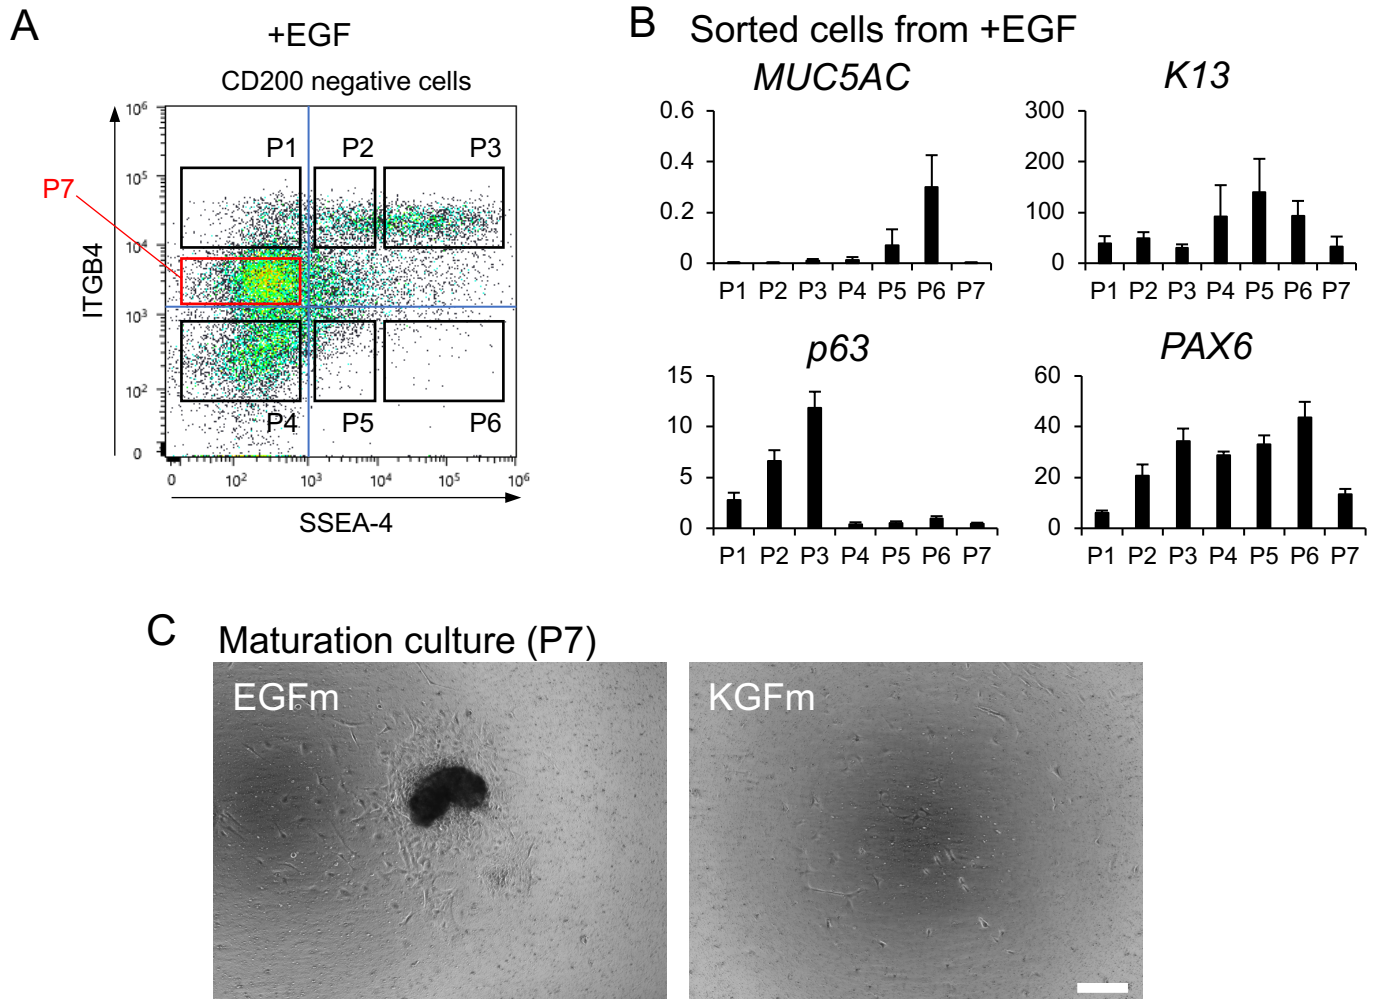 A
+EGF
CD200 negative cells
10⁶
10⁵
10⁴
10³
10²
0
P1
P2
P3
P7
P4
P5
P6
ITGB4
0
10²
10³
10⁴
10⁵
10⁶
SSEA-4
B
Sorted cells from +EGF
MUC5AC
0.6
0.4
0.2
0
P1 P2 P3 P4 P5 P6 P7
K13
300
200
100
0
P1 P2 P3 P4 P5 P6 P7
p63
15
10
5
0
P1 P2 P3 P4 P5 P6 P7
PAX6
60
40
20
0
P1 P2 P3 P4 P5 P6 P7
C
Maturation culture (P7)
EGFm
KGFm